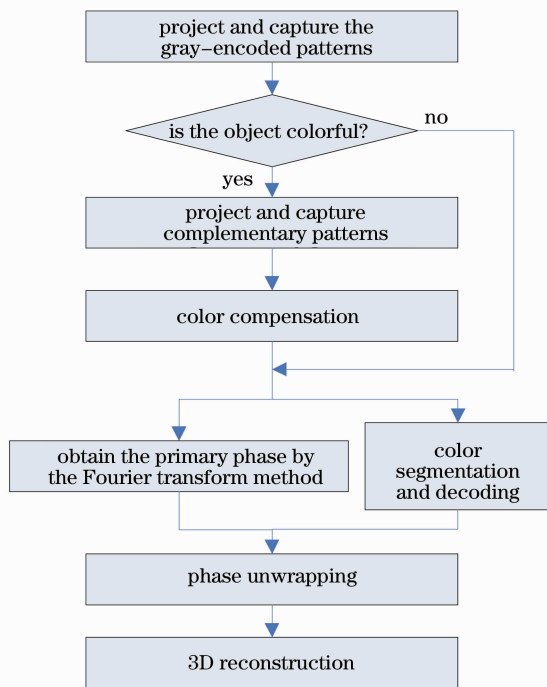 project and capture the
gray−encoded patterns
is the object colorful?
no
yes
project and capture
complementary patterns
color compensation
obtain the primary phase by
the Fourier transform method
color
segmentation
and decoding
phase unwrapping
3D reconstruction